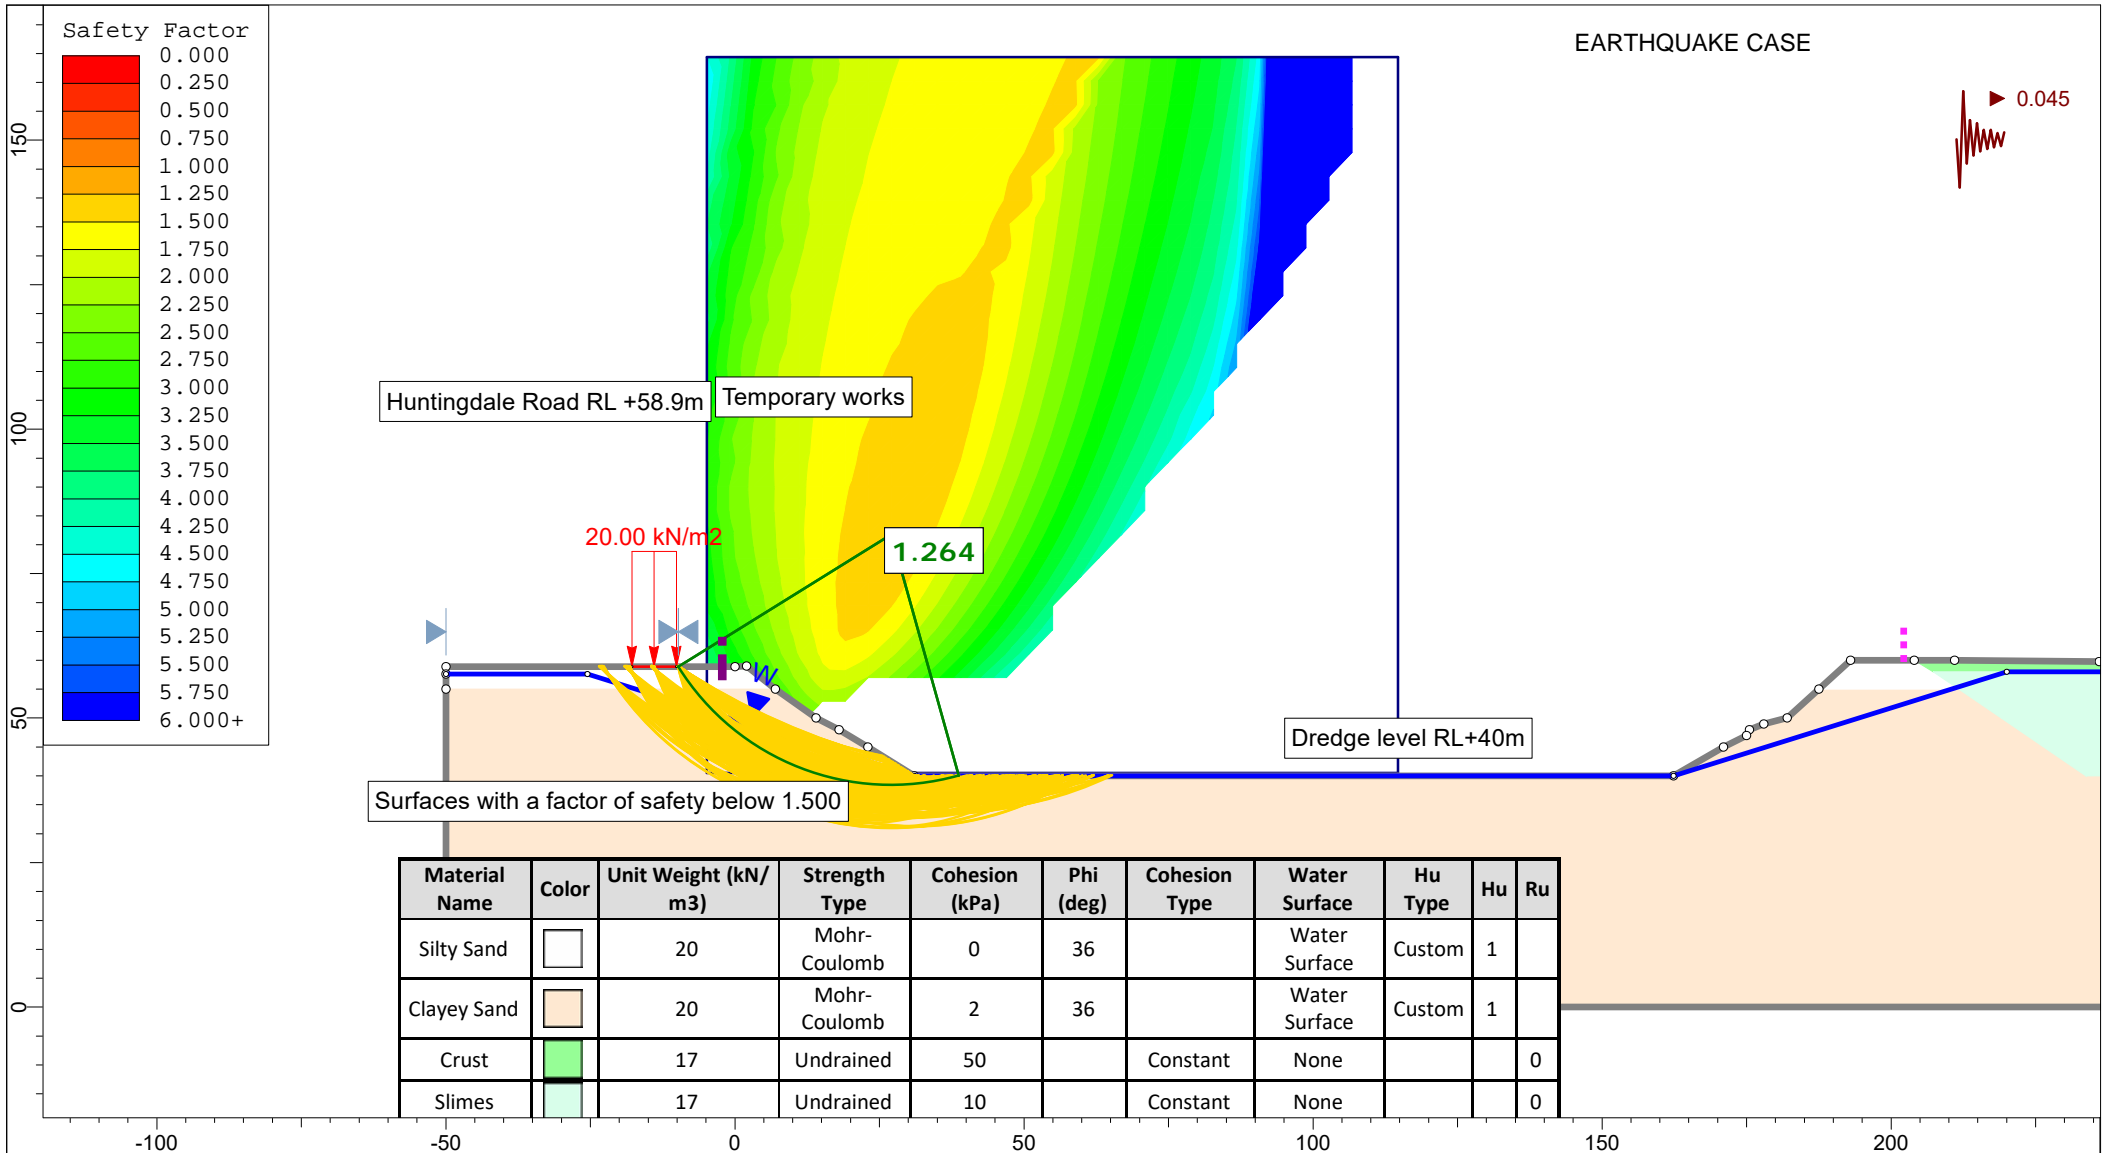 Safety Factor
0.000
0.250
0.500
0.750
1.000
1.250
1.500
1.750
2.000
2.250
2.500
2.750
3.000
3.250
3.500
3.750
4.000
4.250
4.500
4.750
5.000
5.250
5.500
5.750
6.000+
EARTHQUAKE CASE
0.045
Huntingdale Road RL +58.9m
Temporary works
20.00 kN/m2
1.264
W
Dredge level RL+40m
Surfaces with a factor of safety below 1.500
Material Name Color Unit Weight (kN/ m3) Strength Type Cohesion (kPa) Phi (deg) Cohesion Type Water Surface Hu Type Hu Ru
Silty Sand 20 Mohr-Coulomb 0 36 Water Surface Custom 1
Clayey Sand 20 Mohr-Coulomb 2 36 Water Surface Custom 1
Crust 17 Undrained 50 Constant None 0
Slimes 17 Undrained 10 Constant None 0
150
100
50
0
-100 -50 0 50 100 150 200